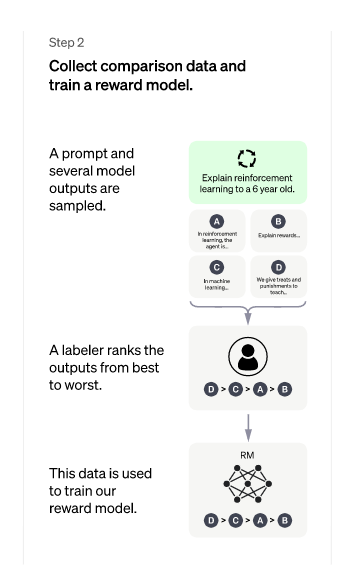 Step 2
Collect comparison data and
train a reward model.
A prompt and
several model
outputs are
sampled.
Explain reinforcement
learning to a 6 year old.
A
In reinforcement
learning, the
agent is...
B
Explain rewards...
C
In machine
learning...
D
We give treats and
punishments to
teach...
A labeler ranks the
outputs from best
to worst.
D > C > A > B
This data is used
to train our
reward model.
RM
D > C > A > B